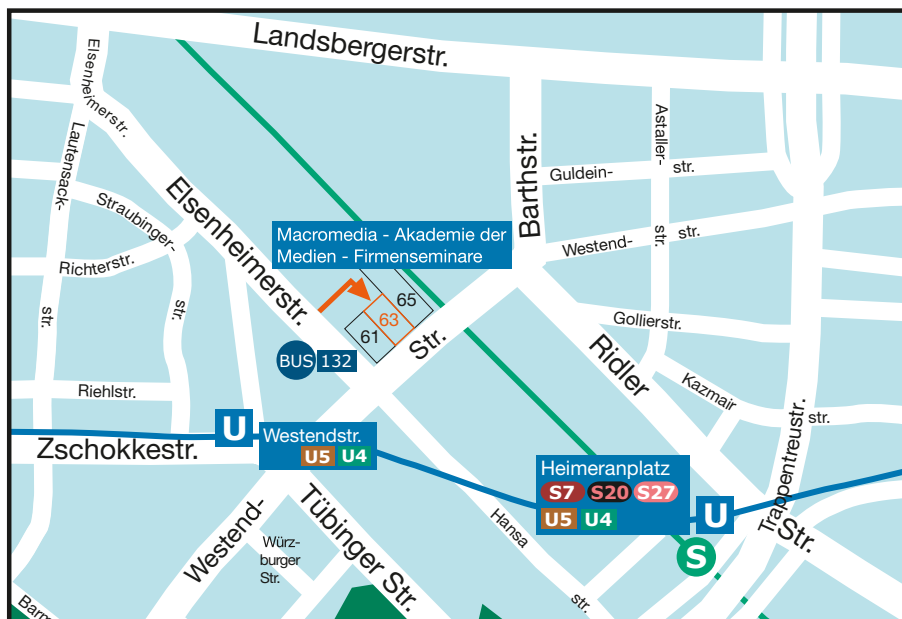 Landsbergerstr.
Elsenheimerstr.
Lautensack-
str.
Straubinger-
str.
Richterstr.
Riehlstr.
Elsenheimerstr.
Macromedia - Akademie der
Medien - Firmenseminare
65
63
61
BUS 132
Str.
Barthstr.
Astaller-
str.
Guldein-
str.
Westend-
str.
Gollierstr.
Ridler
Str.
Kazmair
str.
Trappentreustr.
U
Westendstr.
U5 U4
Zschokkestr.
Heimeranplatz
S7 S20 S27
U5 U4
U
S
Hansa
str.
Westend-
Tübinger Str.
Würz-
burger
Str.